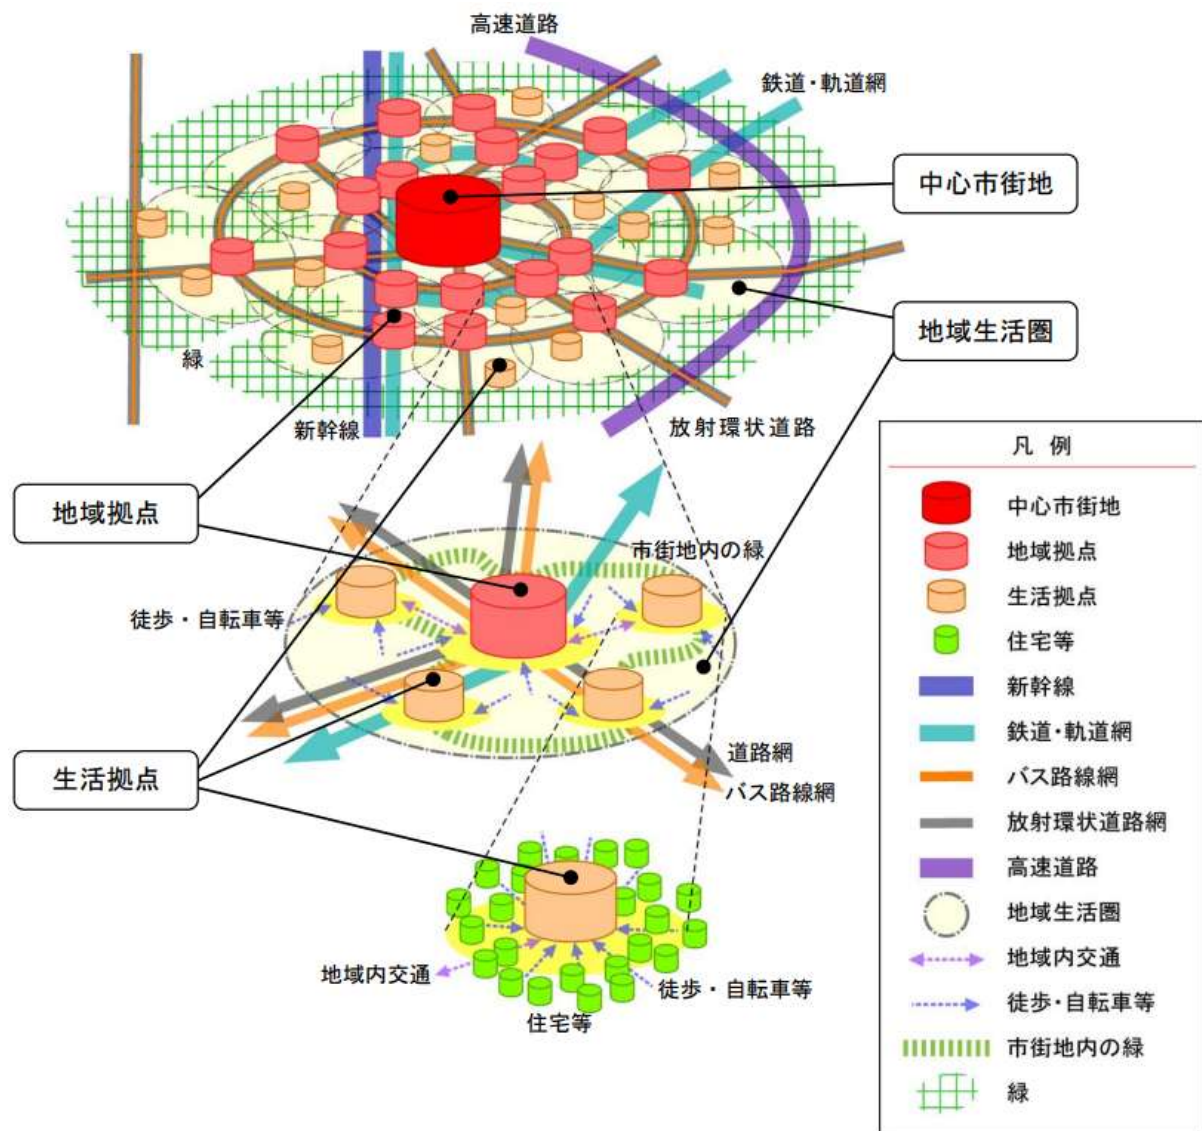 高速道路
鉄道・軌道網
中心市街地
地域生活圏
緑
新幹線
放射環状道路
地域拠点
市街地内の緑
徒歩・自転車等
生活拠点
道路網
バス路線網
地域内交通
徒歩・自転車等
住宅等
凡 例
中心市街地
地域拠点
生活拠点
住宅等
新幹線
鉄道・軌道網
バス路線網
放射環状道路網
高速道路
地域生活圏
地域内交通
徒歩・自転車等
市街地内の緑
緑